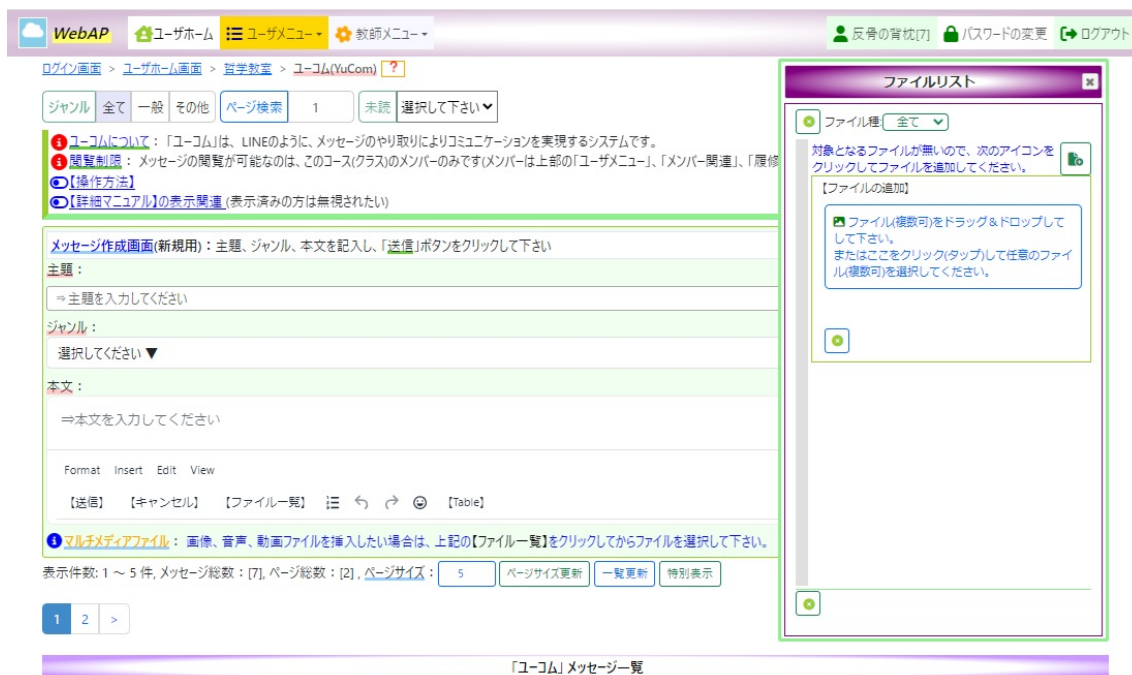 WebAP ユーザホーム ユーザメニュー 教師メニュー 反骨の背枕[7] パスワードの変更 ログアウト
ログイン画面 > ユーザホーム画面 > 哲学教室 > ユーコム(YuCom) ?
ジャンル 全て 一般 その他 ページ検索 1 未読 選択して下さい
ユーコムについて:「ユーコム」は、LINEのように、メッセージのやり取りによりコミュニケーションを実現するシステムです。
閲覧制限: メッセージの閲覧が可能なのは、このコース(クラス)のメンバーのみです(メンバーは上部の「ユーザメニュー」、「メンバー関連」、「履修
【操作方法】
【詳細マニュアル】の表示関連 (表示済みの方は無視されたい)
メッセージ作成画面(新規用):主題、ジャンル、本文を記入し、「送信」ボタンをクリックして下さい
主題:
⇒主題を入力してください
ジャンル:
選択してください ▼
本文:
⇒本文を入力してください
Format Insert Edit View
【送信】 【キャンセル】 【ファイル一覧】 【Table】
マルチメディアファイル: 画像、音声、動画ファイルを挿入したい場合は、上記の【ファイル一覧】をクリックしてからファイルを選択して下さい。
表示件数: 1 ~ 5 件, メッセージ総数:[7], ページ総数:[2] , ページサイズ: 5 ページサイズ更新 一覧更新 特別表示
1 2 >
「ユーコム」 メッセージ一覧
ファイルリスト
ファイル種: 全て
対象となるファイルが無いので、次のアイコンを
クリックしてファイルを追加してください。
【ファイルの追加】
ファイル(複数可)をドラッグ&ドロップして
して下さい。
またはここをクリック(タップ)して任意のファイ
ル(複数可)を選択してください。